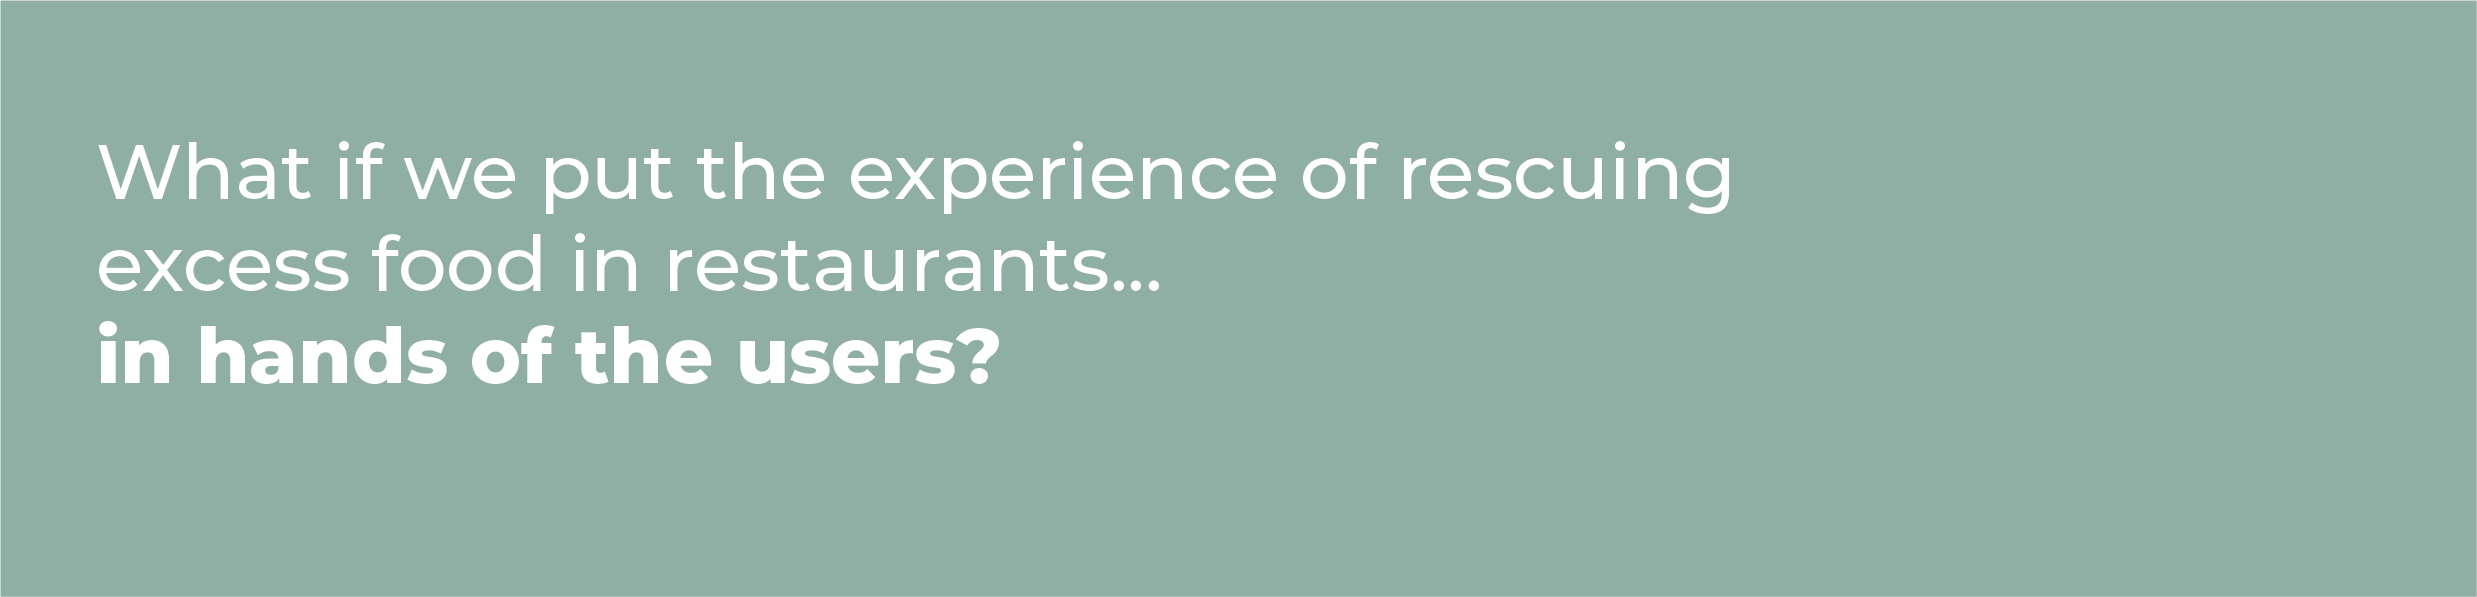 What if we put the experience of rescuing
excess food in restaurants...
in hands of the users?